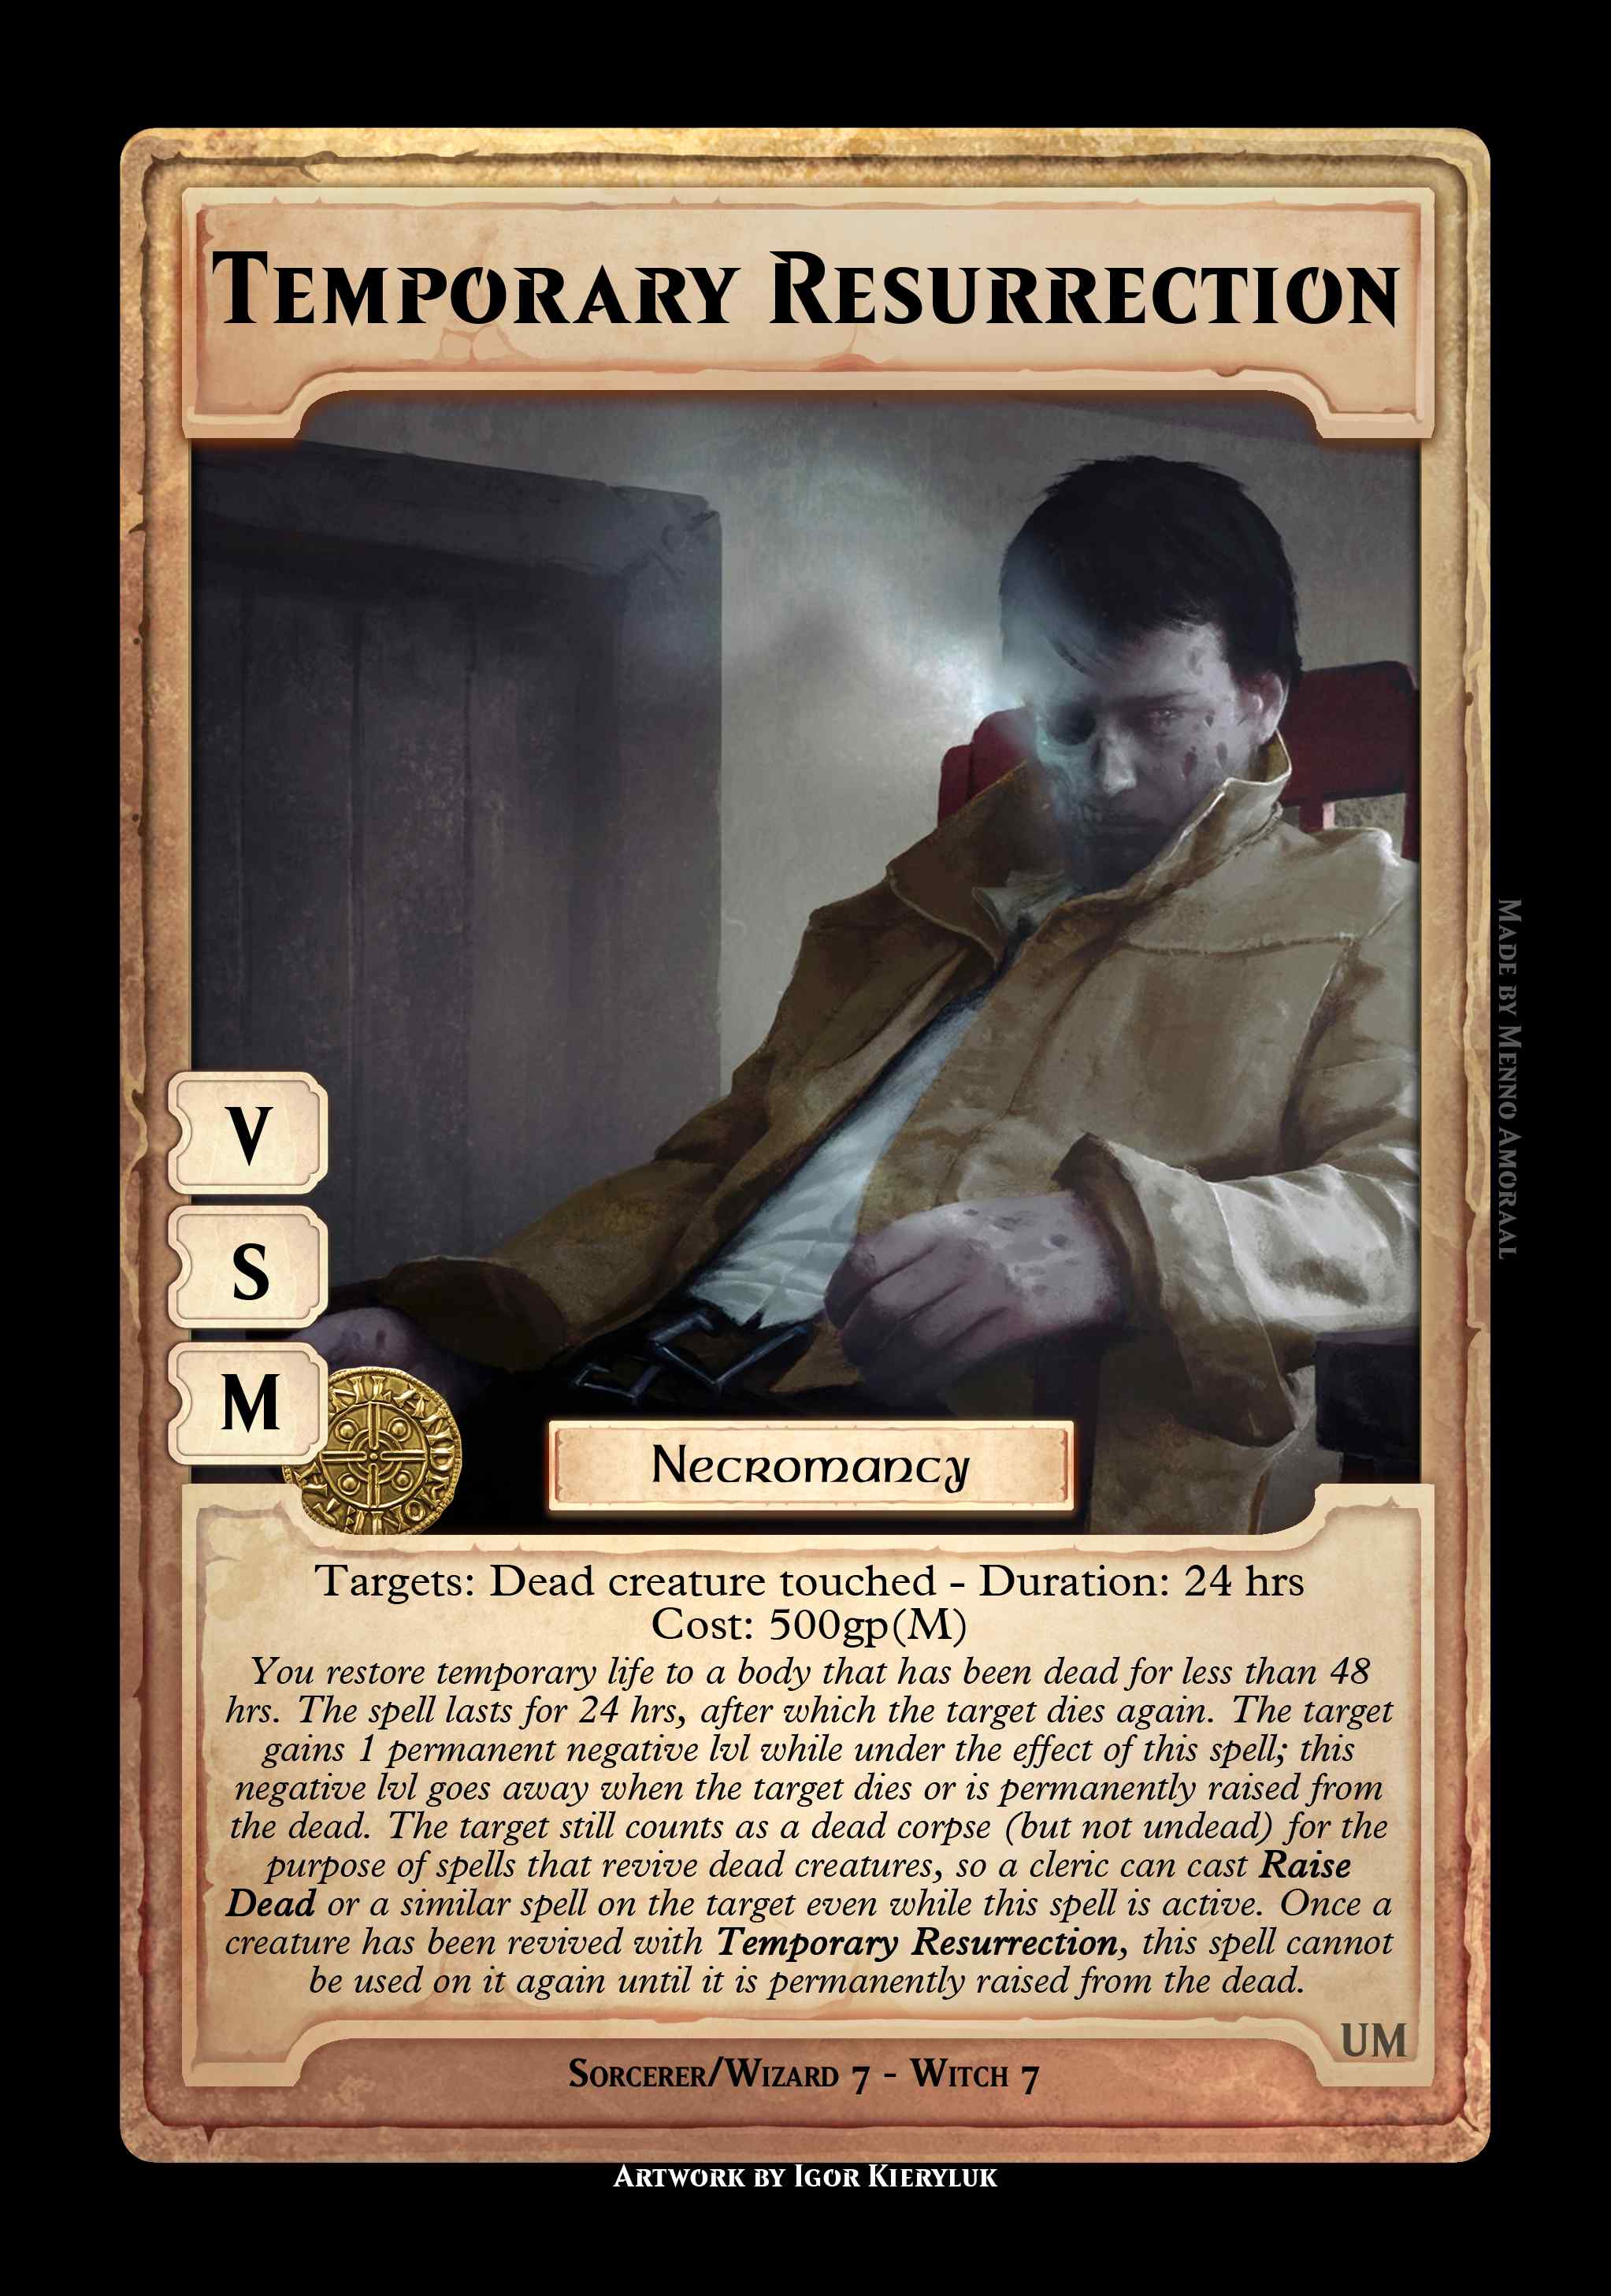 Temporary Resurrection
V
S
M
Necromancy
Targets: Dead creature touched - Duration: 24 hrs
Cost: 500gp(M)
You restore temporary life to a body that has been dead for less than 48
hrs. The spell lasts for 24 hrs, after which the target dies again. The target
gains 1 permanent negative lvl while under the effect of this spell; this
negative lvl goes away when the target dies or is permanently raised from
the dead. The target still counts as a dead corpse (but not undead) for the
purpose of spells that revive dead creatures, so a cleric can cast Raise
Dead or a similar spell on the target even while this spell is active. Once a
creature has been revived with Temporary Resurrection, this spell cannot
be used on it again until it is permanently raised from the dead.
UM
Sorcerer/Wizard 7 - Witch 7
Artwork by Igor Kieryluk
Made by Menno Amoraal